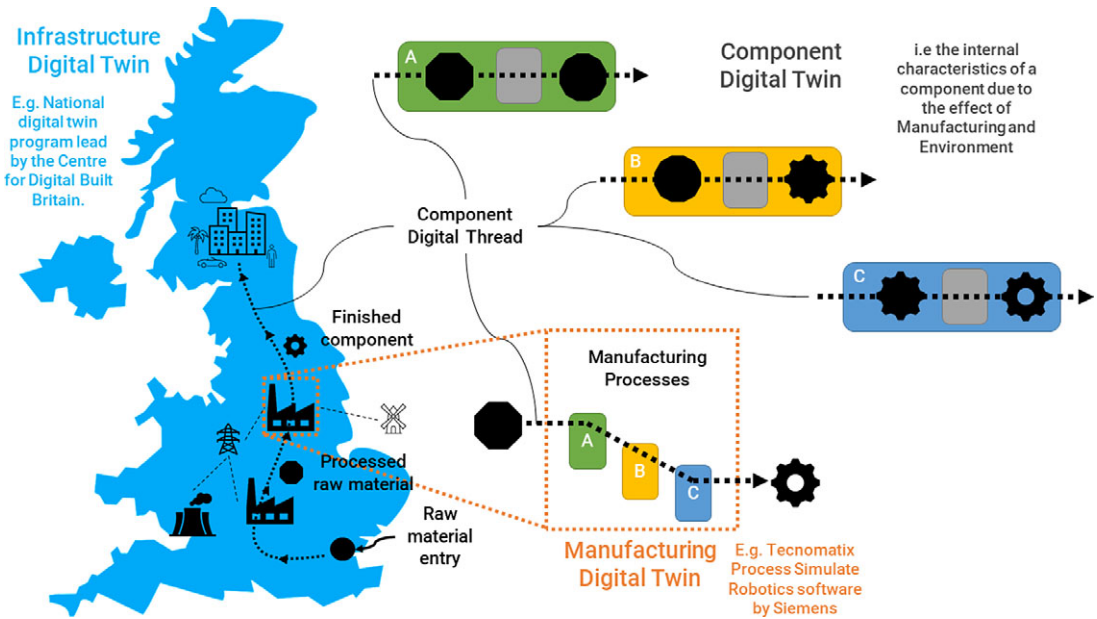 Infrastructure
Digital Twin
E.g. National
digital twin
program lead
by the Centre
for Digital Built
Britain.
A
Component
Digital Twin
i.e the internal
characteristics of a
component due to
the effect of
Manufacturing and
Environment
B
Component
Digital Thread
C
Finished
component
Manufacturing
Processes
A
B
C
Processed
raw material
Raw
material
entry
Manufacturing
Digital Twin
E.g. Tecnomatix
Process Simulate
Robotics software
by Siemens